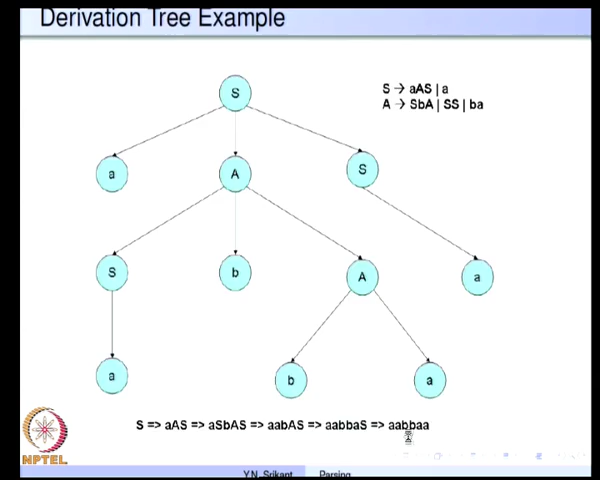 Derivation Tree Example
S
S → aAS | a
A → SbA | SS | ba
a
A
S
S
b
A
a
a
b
a
S => aAS => aSbAS => aabAS => aabbaS => aabbaa
NPTEL
Y.N. Srikant Parsing